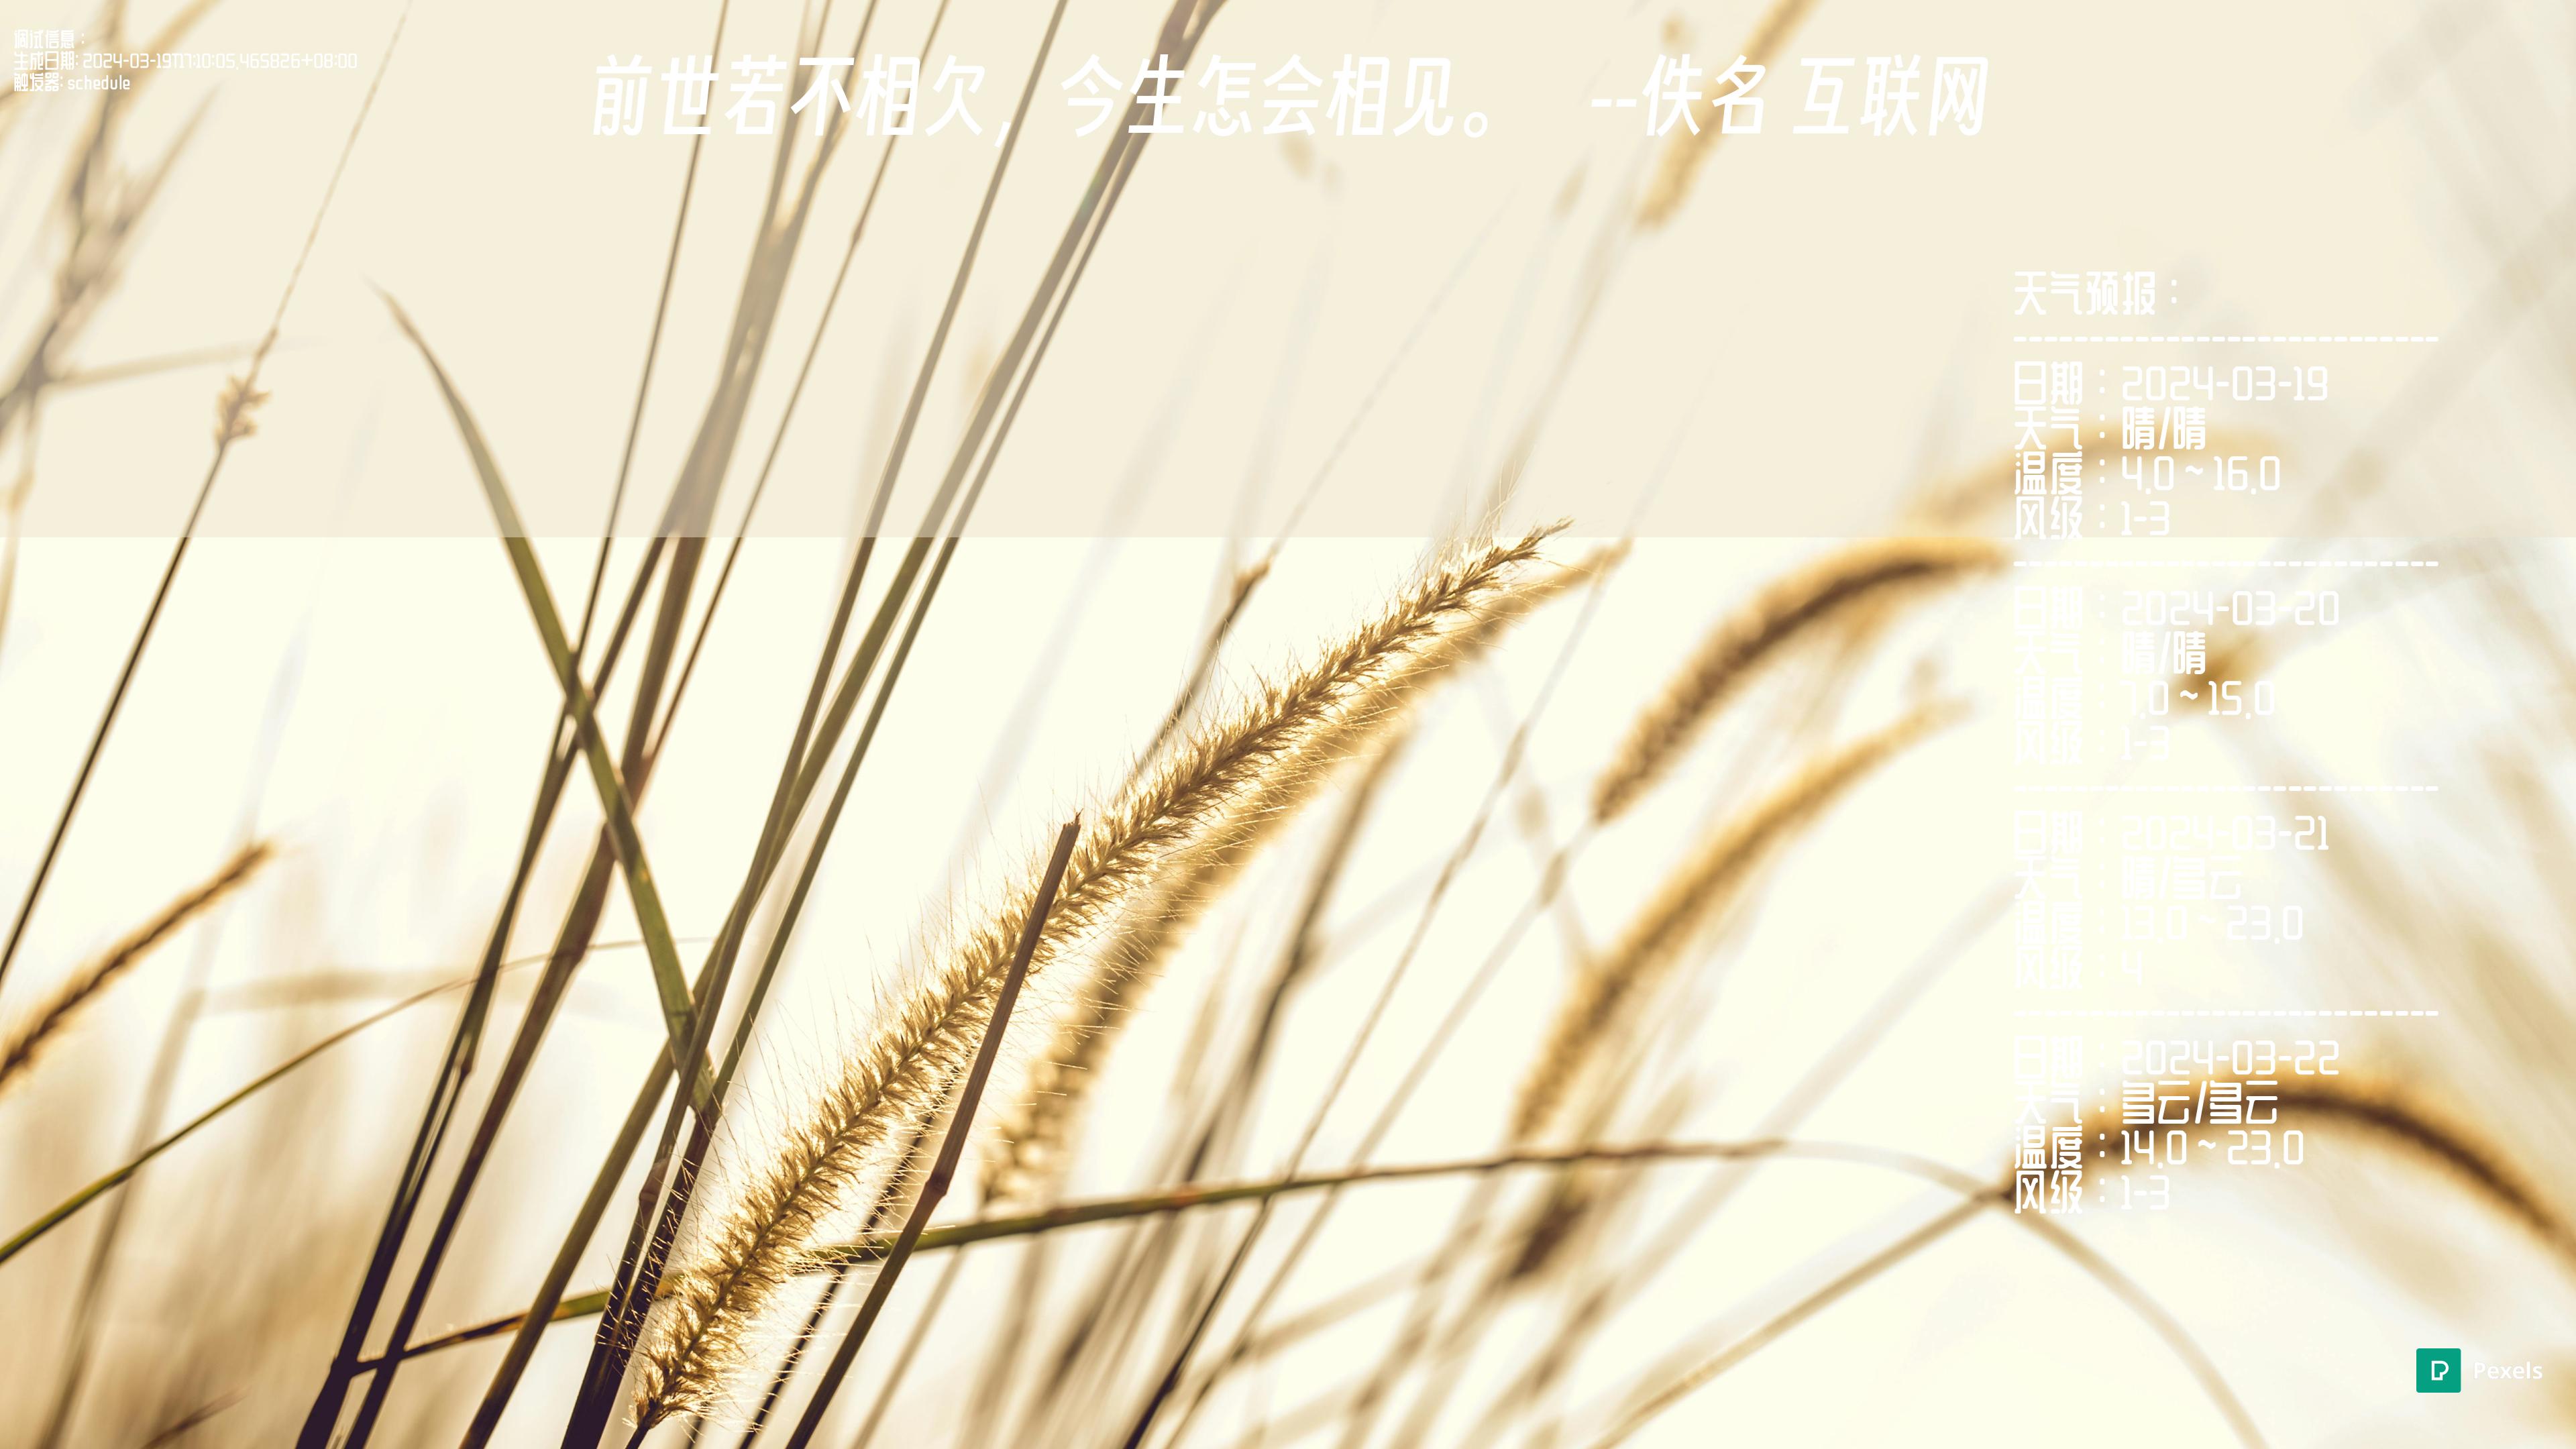 调试信息：
生成日期: 2024-03-19T17:10:05.465826+08:00
触发器: schedule
前世若不相欠，今生怎会相见。 --佚名 互联网
天气预报：
----------------------------
日期：2024-03-19
天气：晴/晴
温度：4.0 ~ 16.0
风级：1-3
----------------------------
日期：2024-03-20
天气：晴/晴
温度：7.0 ~ 15.0
风级：1-3
----------------------------
日期：2024-03-21
天气：晴/多云
温度：13.0 ~ 23.0
风级：4
----------------------------
日期：2024-03-22
天气：多云/多云
温度：14.0 ~ 23.0
风级：1-3
Pexels